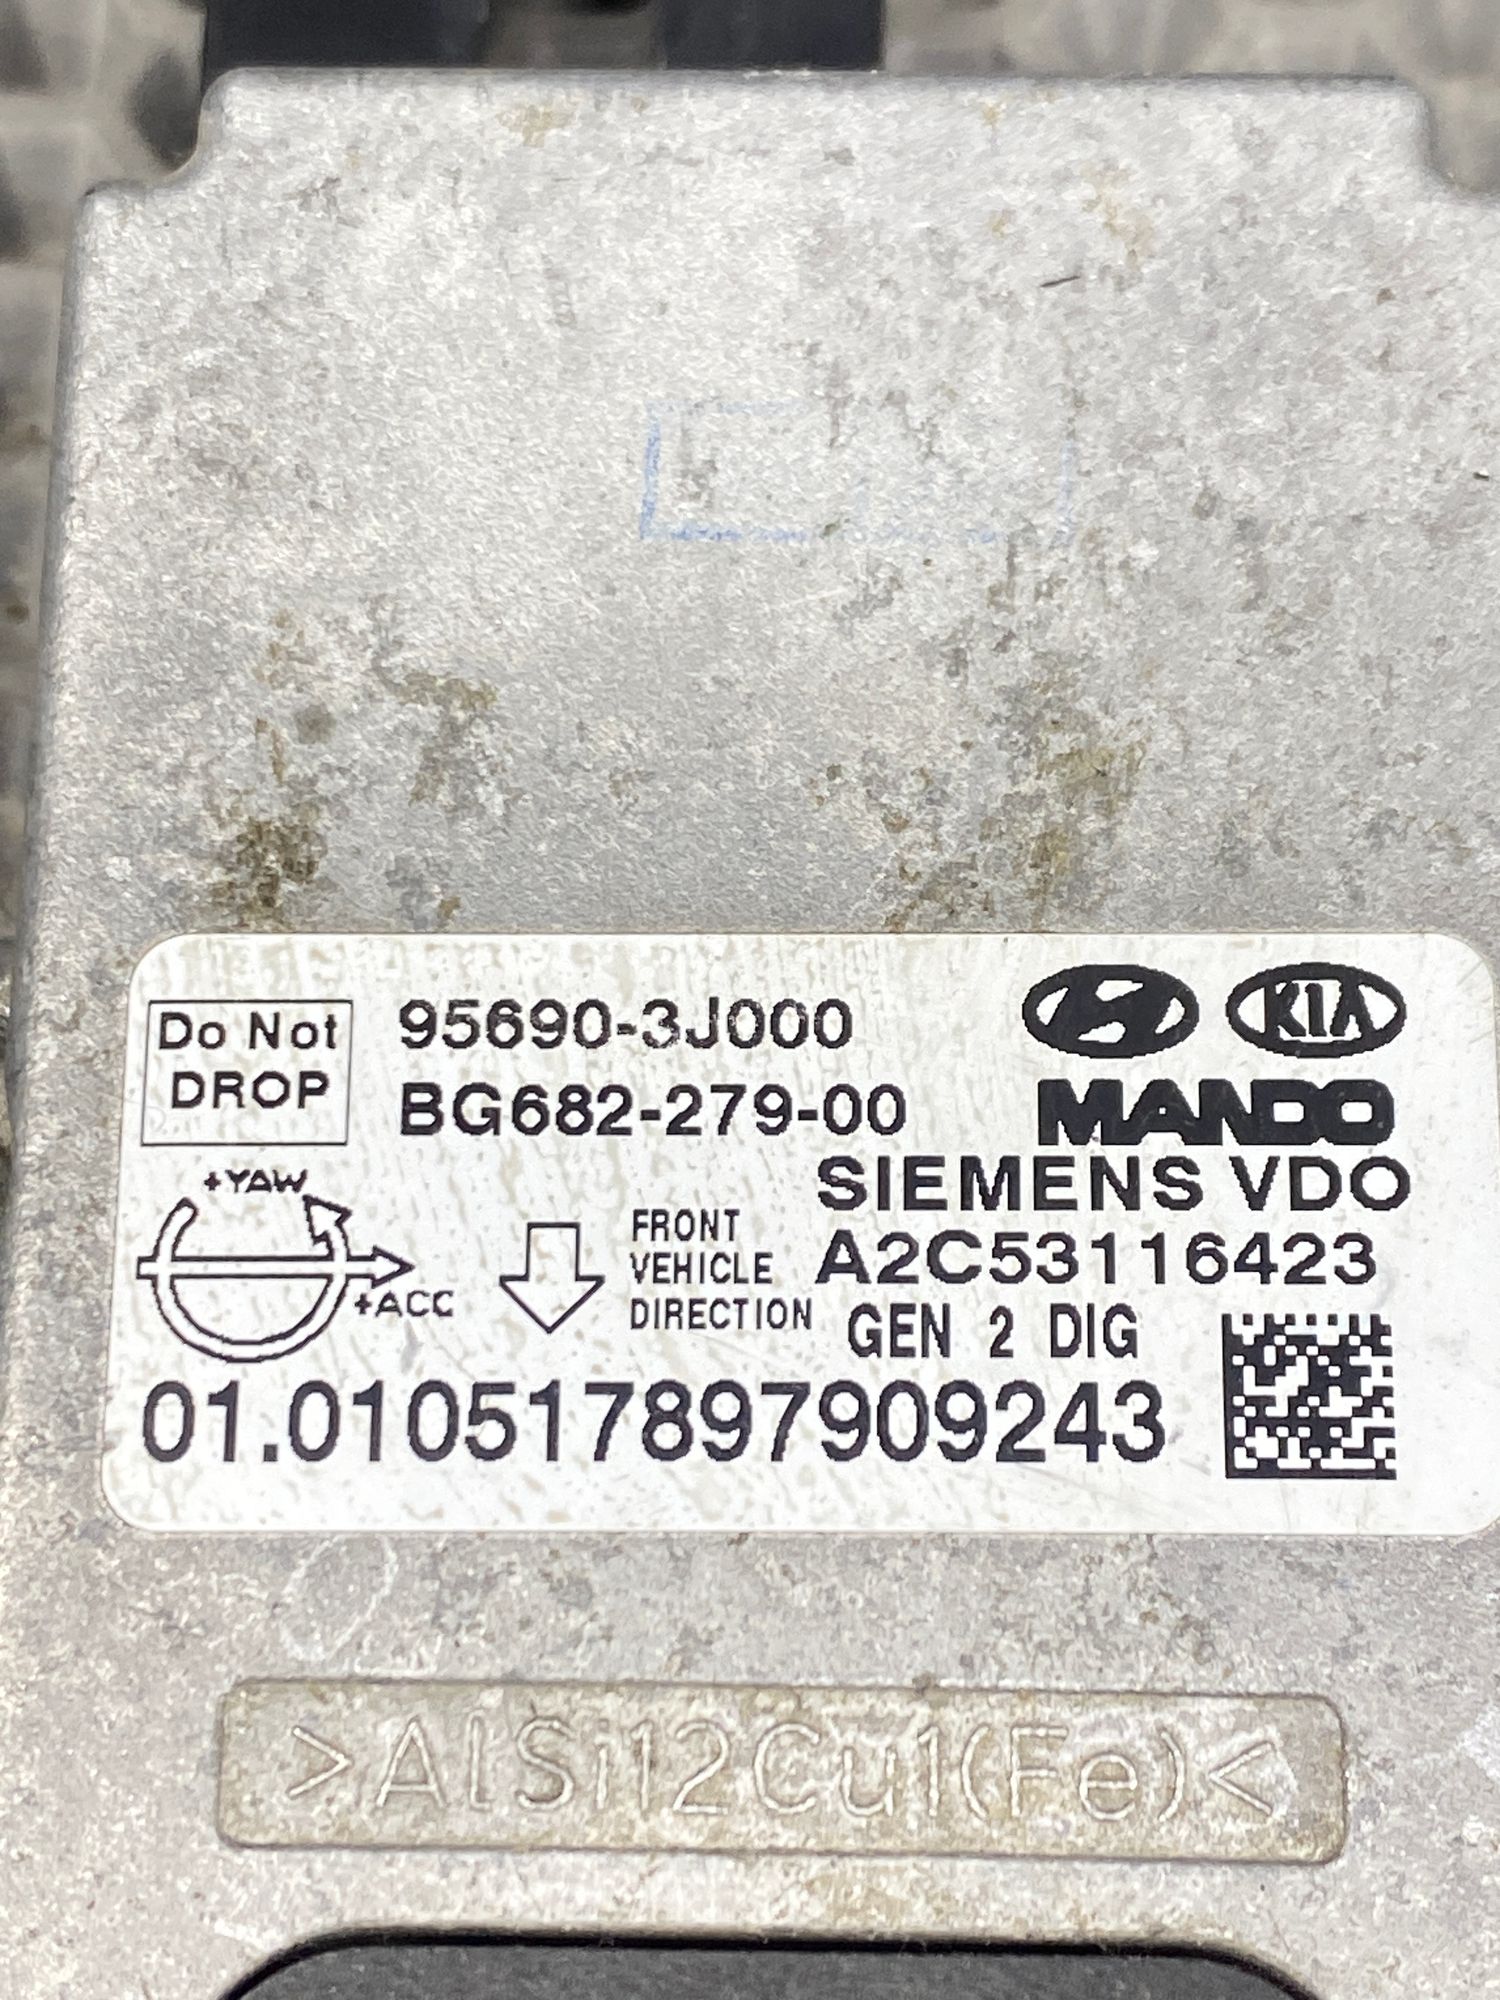 Do Not
DROP
95690-3J000
BG682-279-00
KIA
MANDO
SIEMENS VDO
+YAW
+ACC
FRONT
VEHICLE
DIRECTION
A2C53116423
GEN 2 DIG
01.010517897909243
>AlSi12Cu1(Fe)<